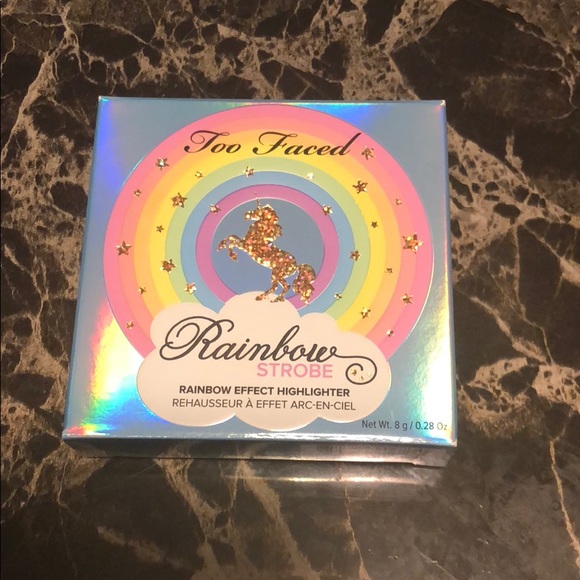 Too Faced
Rainbow
STROBE
RAINBOW EFFECT HIGHLIGHTER
REHAUSSEUR À EFFET ARC-EN-CIEL
Net Wt. 8 g / 0.28 Oz